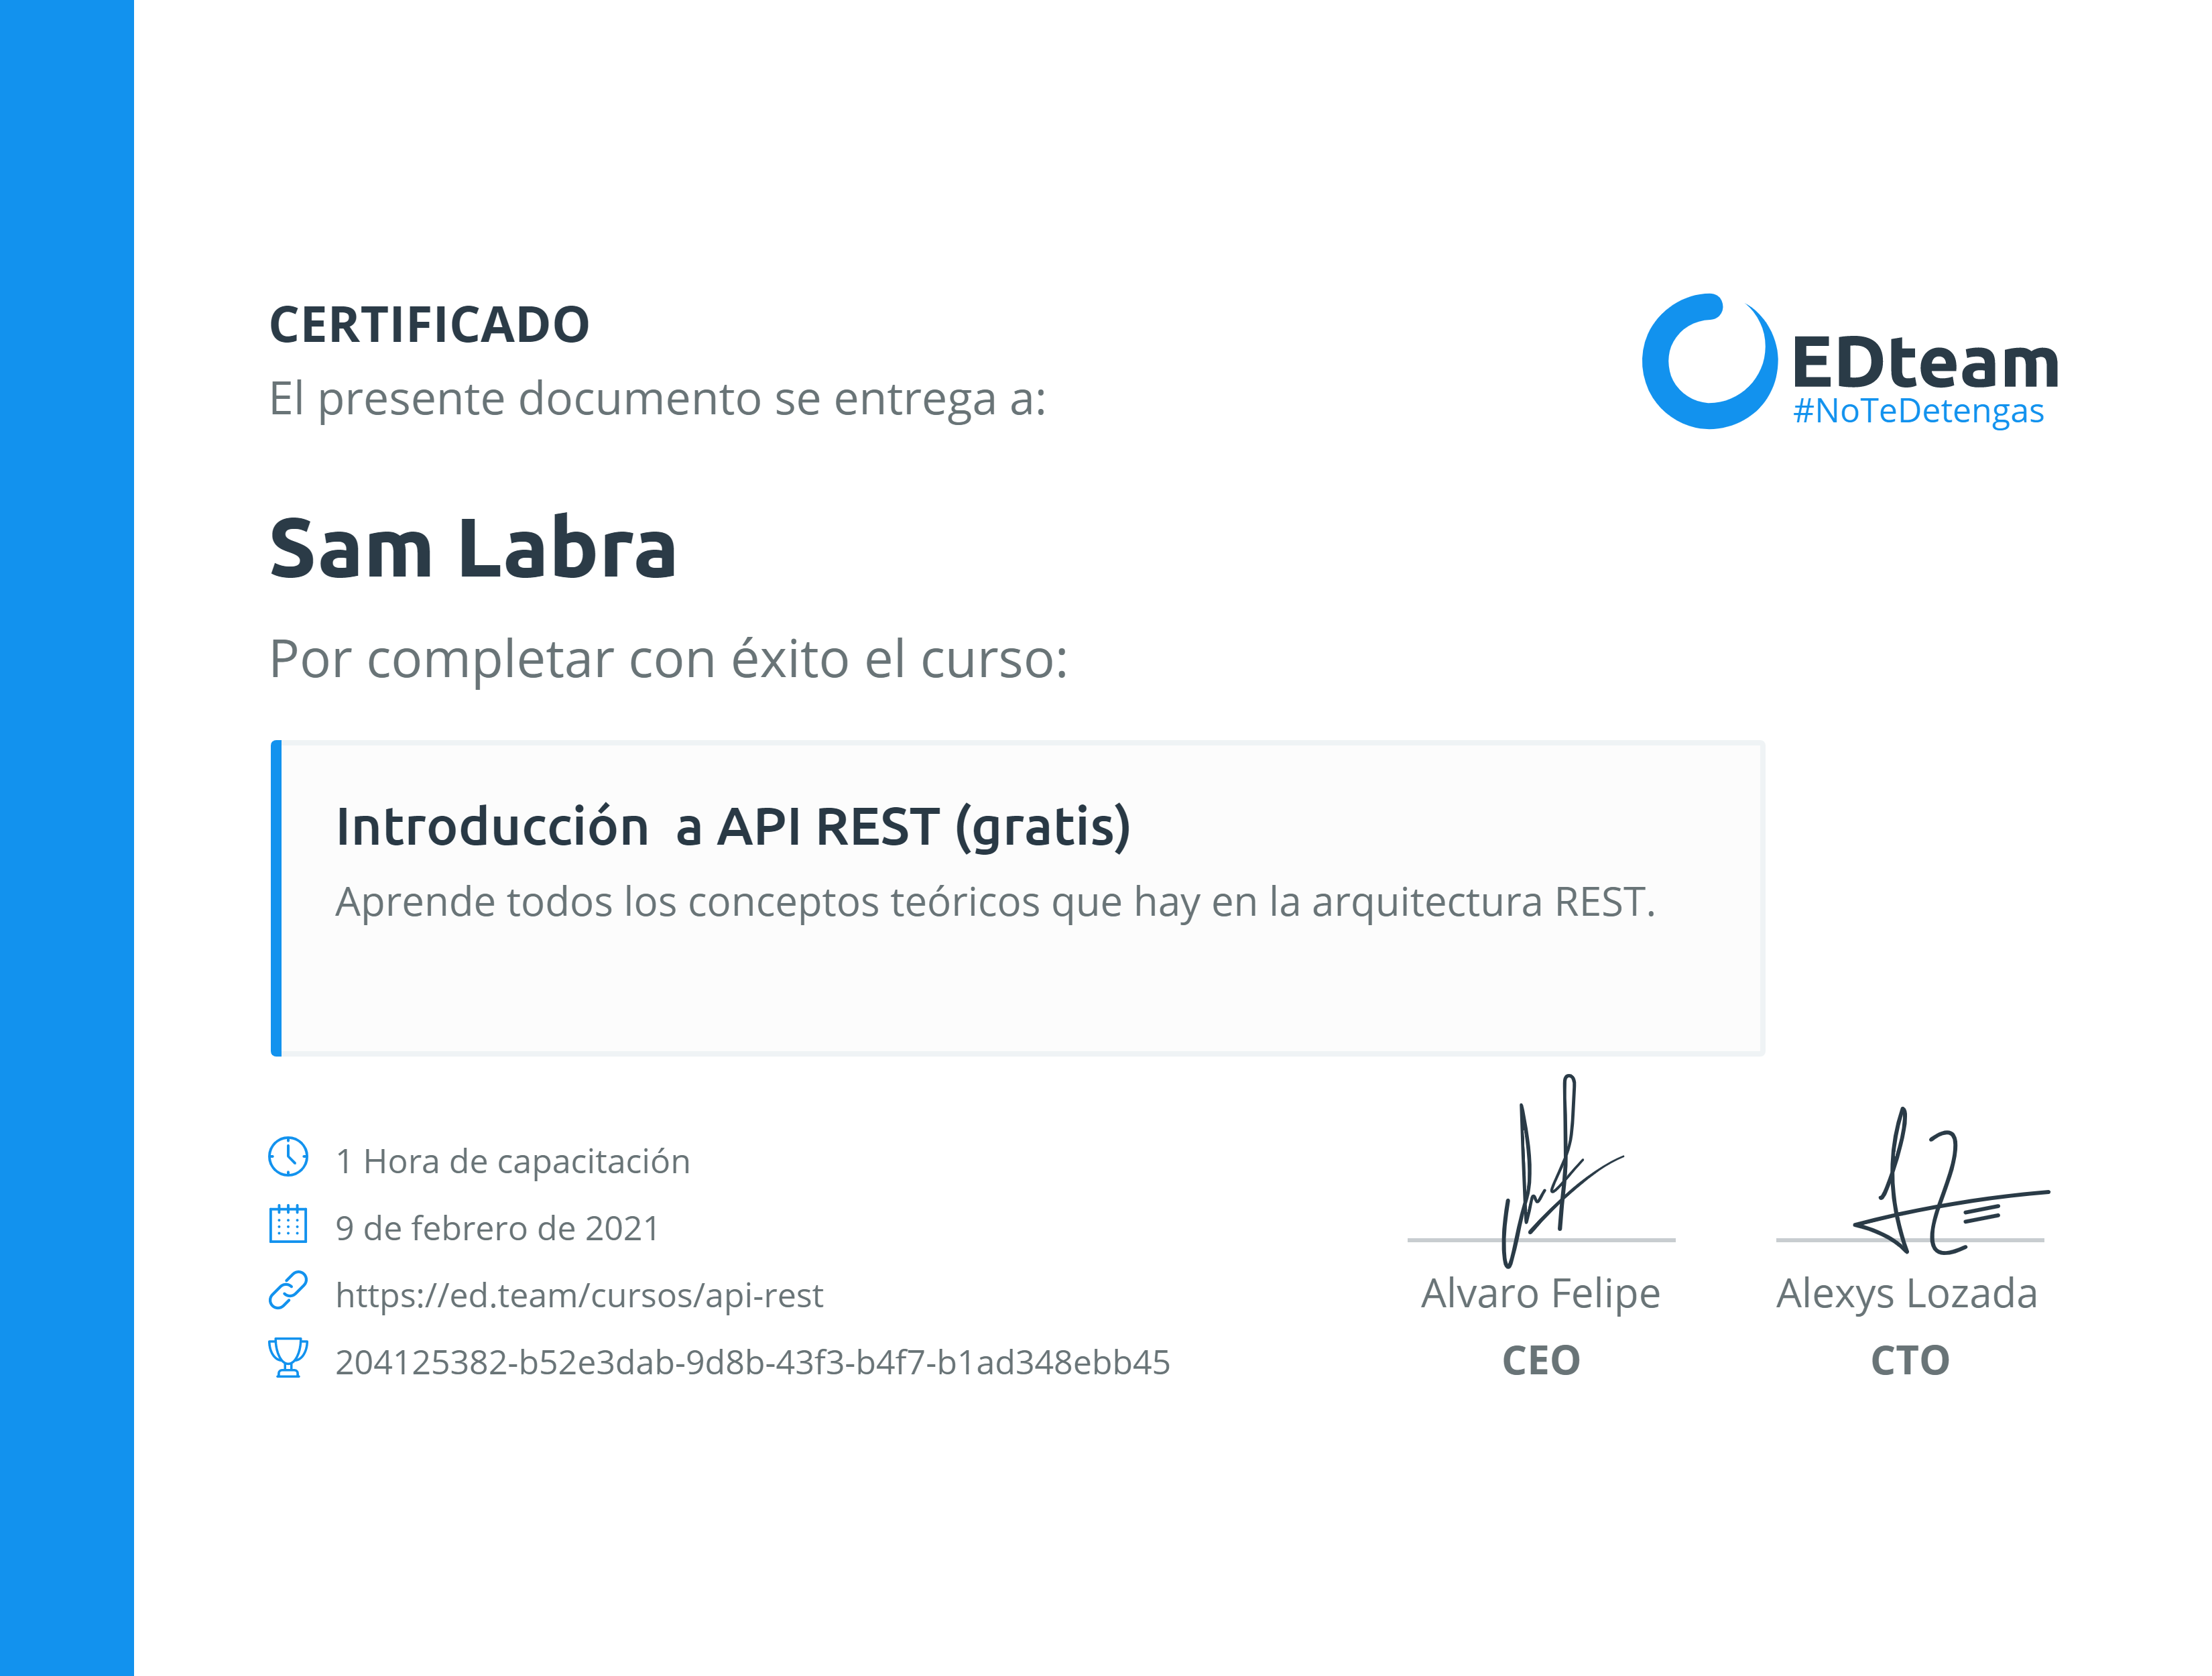 CERTIFICADO
El presente documento se entrega a:
EDteam
#NoTeDetengas
Sam Labra
Por completar con éxito el curso:
Introducción  a API REST (gratis)
Aprende todos los conceptos teóricos que hay en la arquitectura REST.
1 Hora de capacitación
9 de febrero de 2021
https://ed.team/cursos/api-rest
204125382-b52e3dab-9d8b-43f3-b4f7-b1ad348ebb45
Alvaro Felipe
CEO
Alexys Lozada
CTO